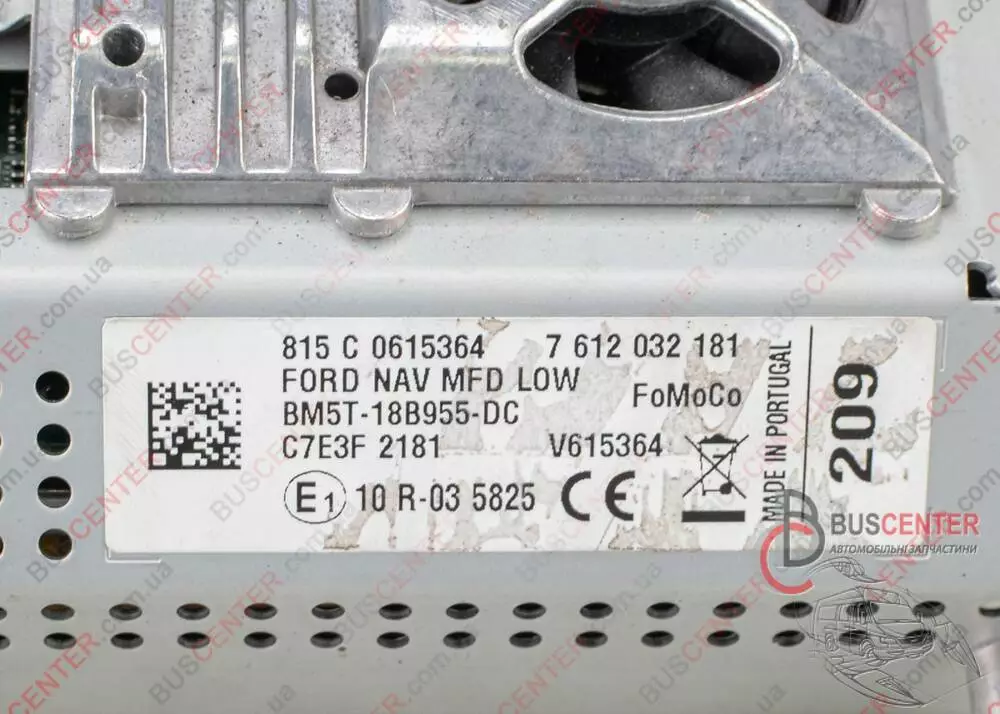 815 C 0615364 7 612 032 181
FORD NAV MFD LOW
FoMoCo
BM5T-18B955-DC
C7E3F 2181 V615364
E1 10 R-03 5825 CE
MADE IN PORTUGAL
209
BUSCENTER
АВТОМОБІЛЬНІ ЗАПЧАСТИНИ
BUSCENTER.com.ua